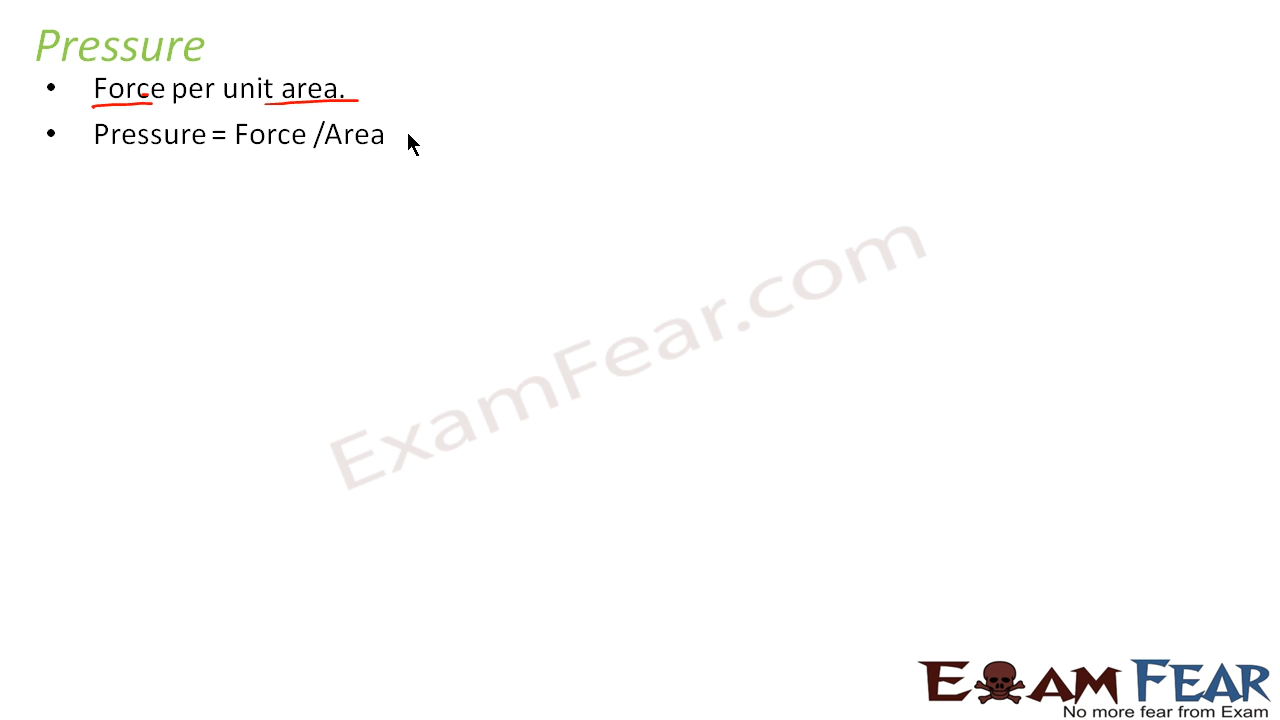 Pressure
• Force per unit area.
• Pressure = Force /Area
ExamFear.com
EXAM FEAR
No more fear from Exam